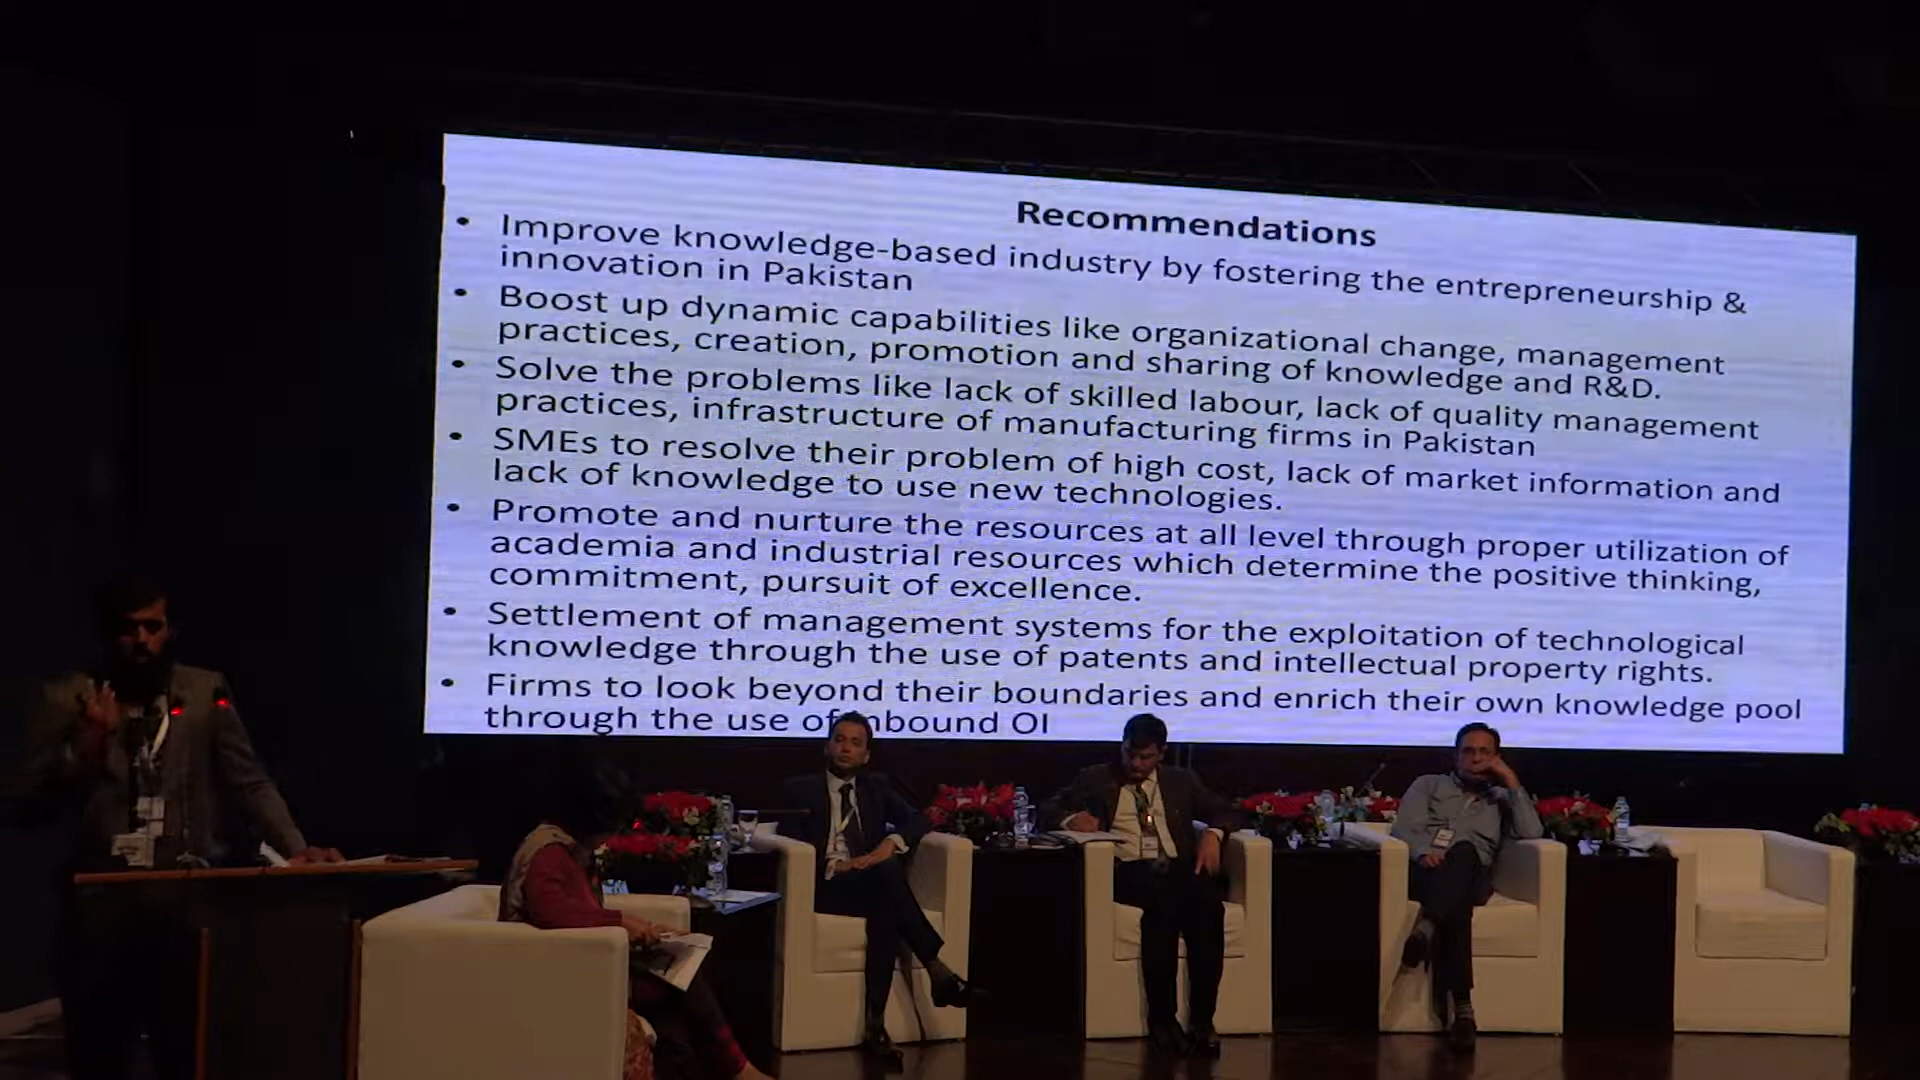 Recommendations
• Improve knowledge-based industry by fostering the entrepreneurship &
innovation in Pakistan
• Boost up dynamic capabilities like organizational change, management
practices, creation, promotion and sharing of knowledge and R&D.
• Solve the problems like lack of skilled labour, lack of quality management
practices, infrastructure of manufacturing firms in Pakistan
• SMEs to resolve their problem of high cost, lack of market information and
lack of knowledge to use new technologies.
• Promote and nurture the resources at all level through proper utilization of
academia and industrial resources which determine the positive thinking,
commitment, pursuit of excellence.
• Settlement of management systems for the exploitation of technological
knowledge through the use of patents and intellectual property rights.
• Firms to look beyond their boundaries and enrich their own knowledge pool
through the use of inbound OI